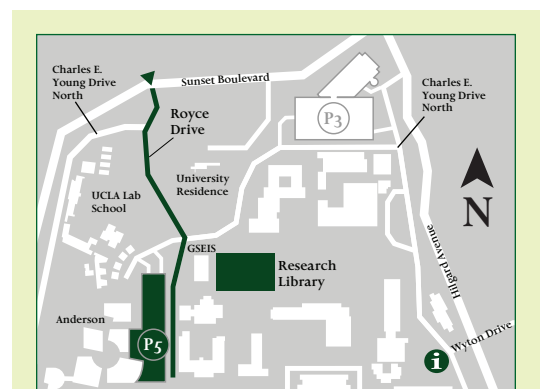 Charles E.
Young Drive
North
Sunset Boulevard
P3
Charles E.
Young Drive
North
Royce
Drive
University
Residence
UCLA Lab
School
N
GSEIS
Research
Library
Hilgard Avenue
Anderson
P5
i
Wyton Drive